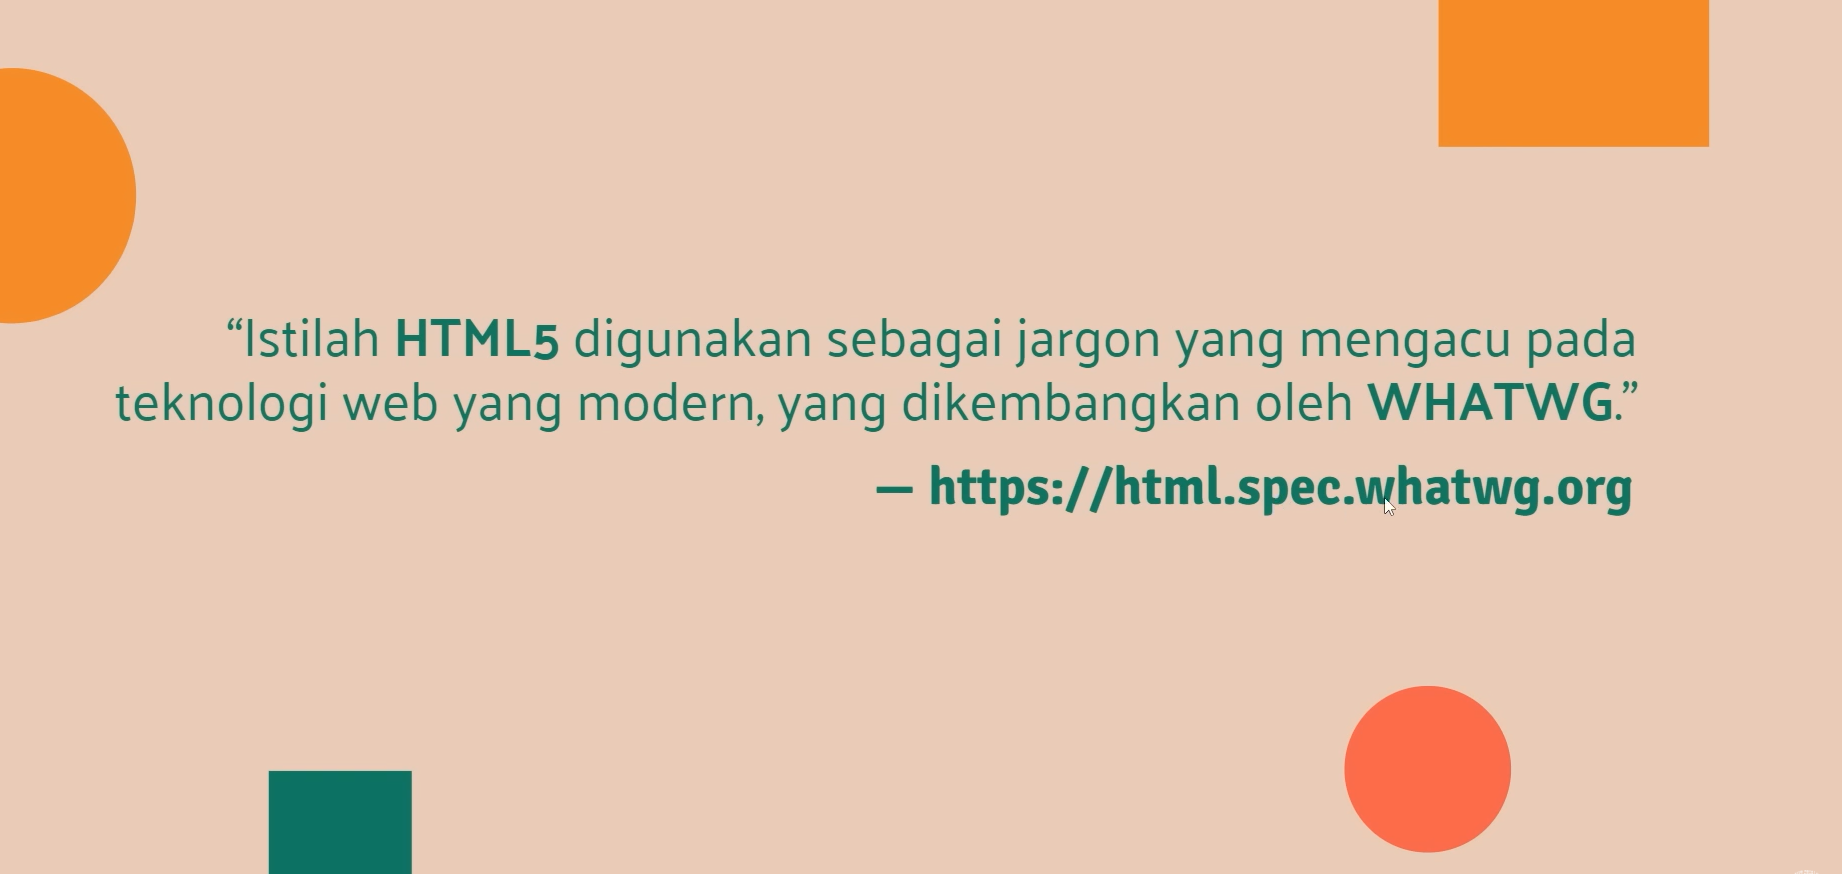 “Istilah HTML5 digunakan sebagai jargon yang mengacu pada
teknologi web yang modern, yang dikembangkan oleh WHATWG.”
— https://html.spec.whatwg.org